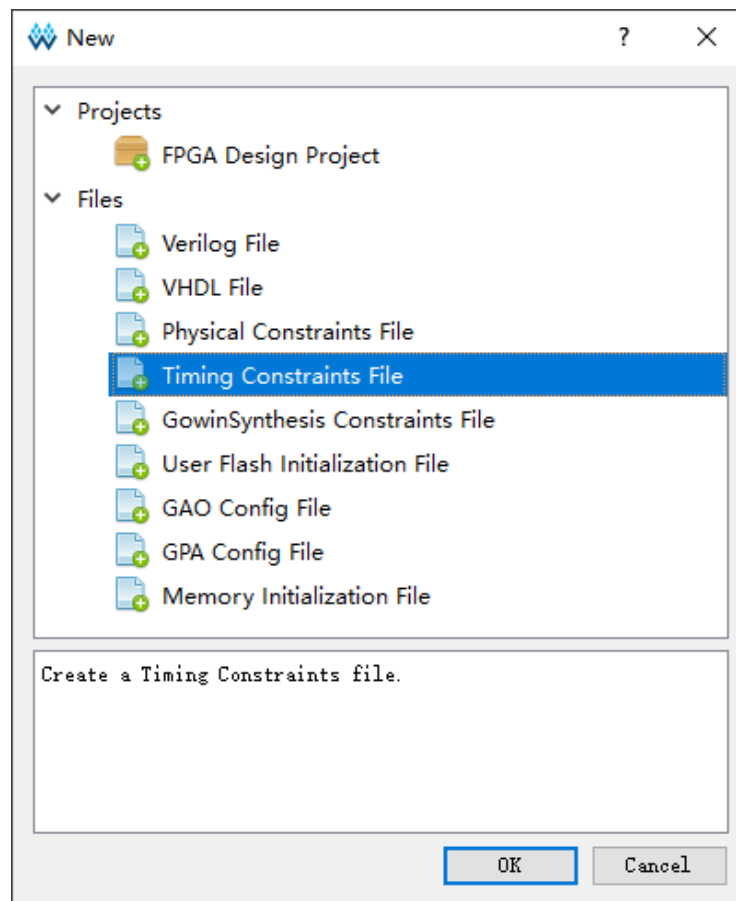 New
Projects
FPGA Design Project
Files
Verilog File
VHDL File
Physical Constraints File
Timing Constraints File
GowinSynthesis Constraints File
User Flash Initialization File
GAO Config File
GPA Config File
Memory Initialization File
Create a Timing Constraints file.
OK Cancel